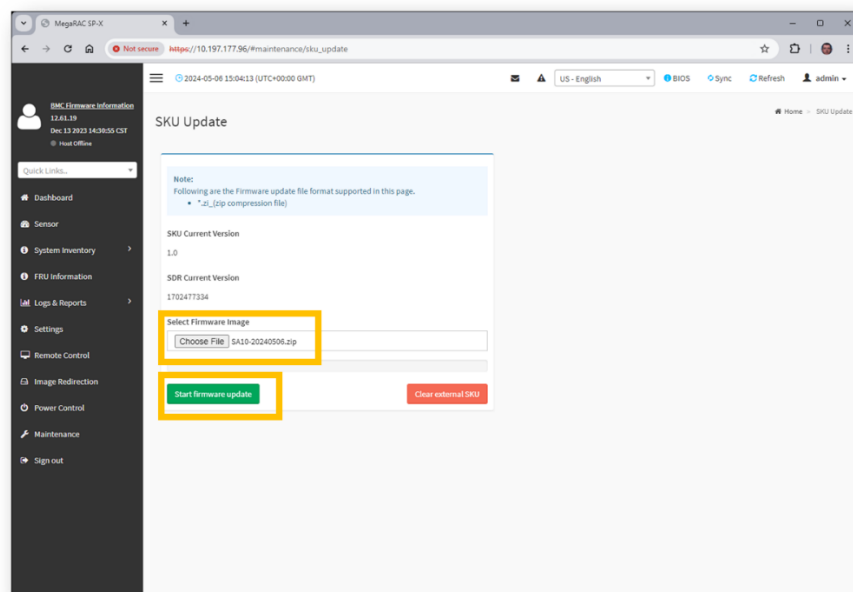 MegaRAC SP-X
Not secure https://10.197.177.96/#maintenance/sku_update
2024-05-06 15:04:13 (UTC+00:00 GMT)
US - English
BIOS
Sync
Refresh
admin
BMC Firmware Information
12.61.19
Dec 13 2023 14:30:55 CST
Host Offline
Quick Links...
Dashboard
Sensor
System Inventory
FRU Information
Logs & Reports
Settings
Remote Control
Image Redirection
Power Control
Maintenance
Sign out
SKU Update
Home
SKU Update
Note:
Following are the Firmware update file format supported in this page.
*.zi_(zip compression file)
SKU Current Version
1.0
SDR Current Version
1702477334
Select Firmware Image
Choose File SA10-20240506.zip
Start firmware update
Clear external SKU